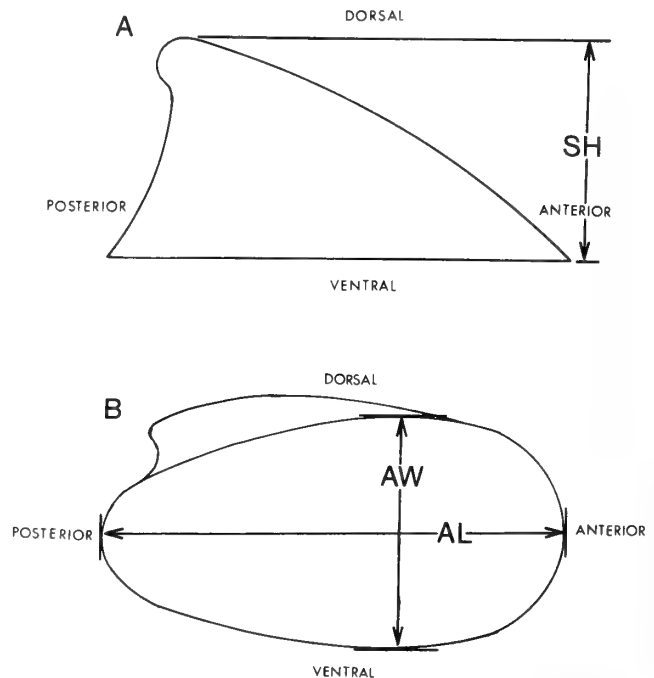 A
DORSAL
SH
POSTERIOR
ANTERIOR
VENTRAL
B
DORSAL
AW
POSTERIOR
AL
ANTERIOR
VENTRAL